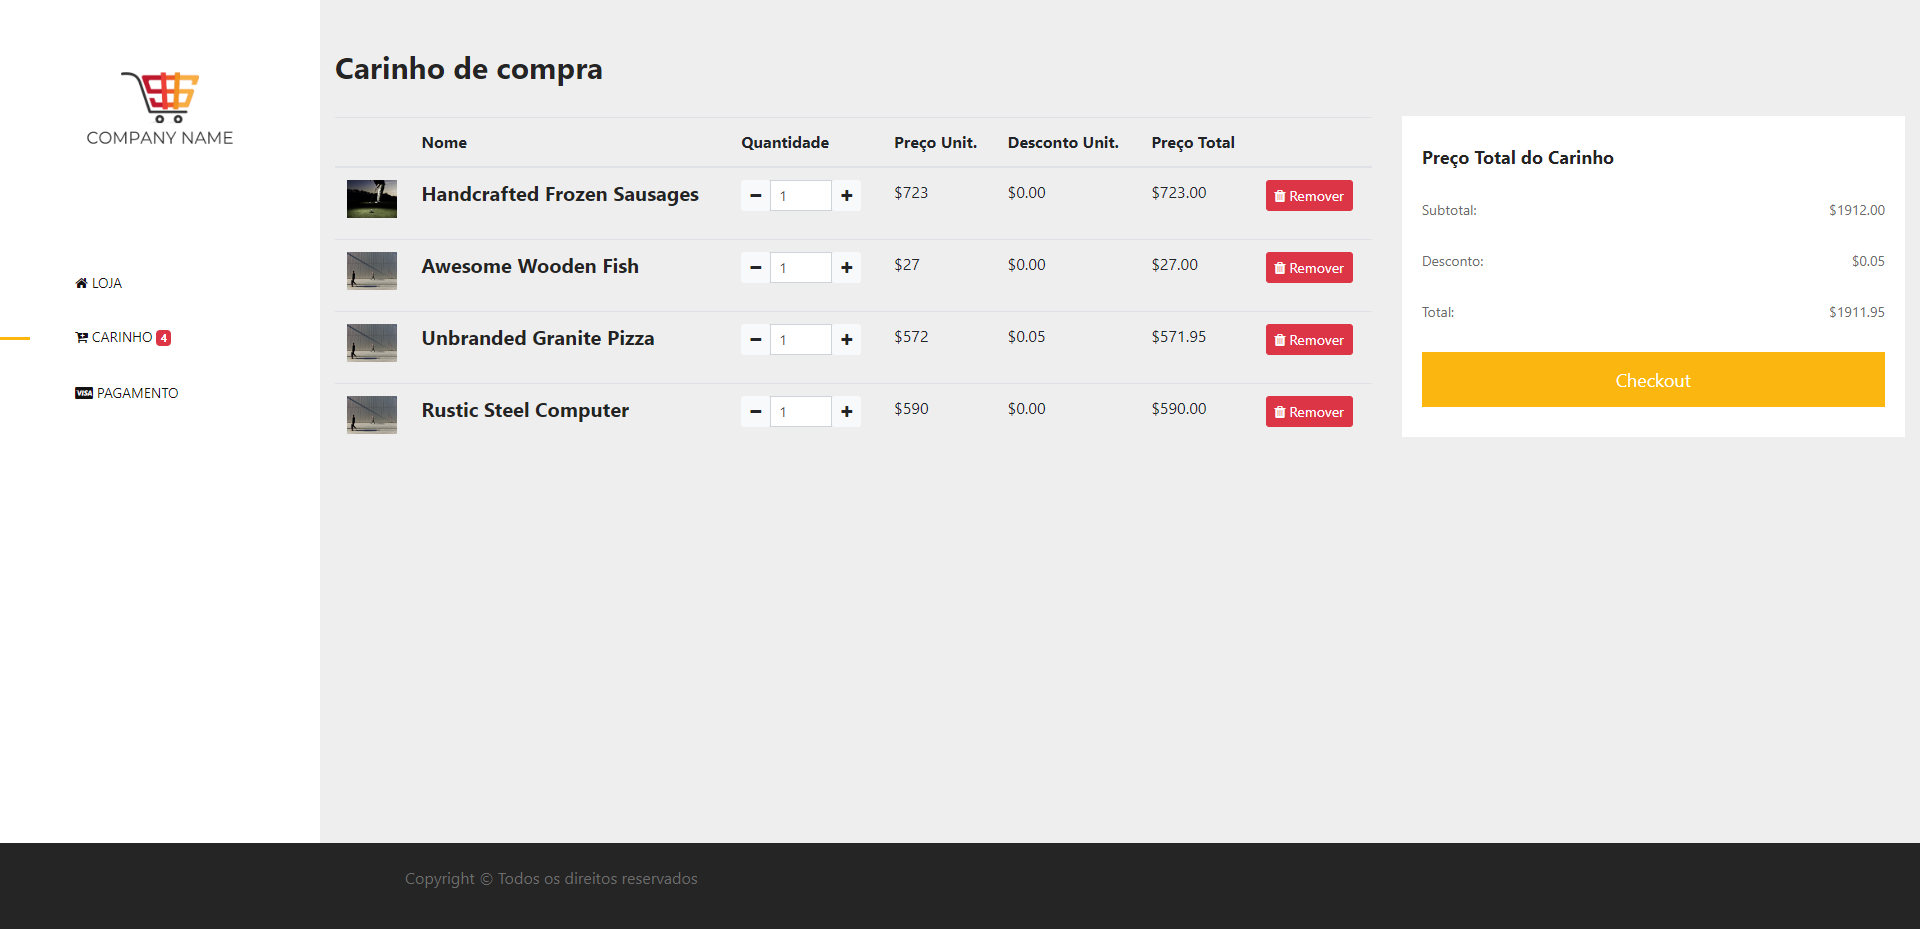 COMPANY NAME
LOJA
CARINHO 4
VISA PAGAMENTO
Carinho de compra
Nome Quantidade Preço Unit. Desconto Unit. Preço Total
Handcrafted Frozen Sausages 1 $723 $0.00 $723.00 Remover
Awesome Wooden Fish 1 $27 $0.00 $27.00 Remover
Unbranded Granite Pizza 1 $572 $0.05 $571.95 Remover
Rustic Steel Computer 1 $590 $0.00 $590.00 Remover
Preço Total do Carinho
Subtotal: $1912.00
Desconto: $0.05
Total: $1911.95
Checkout
Copyright © Todos os direitos reservados